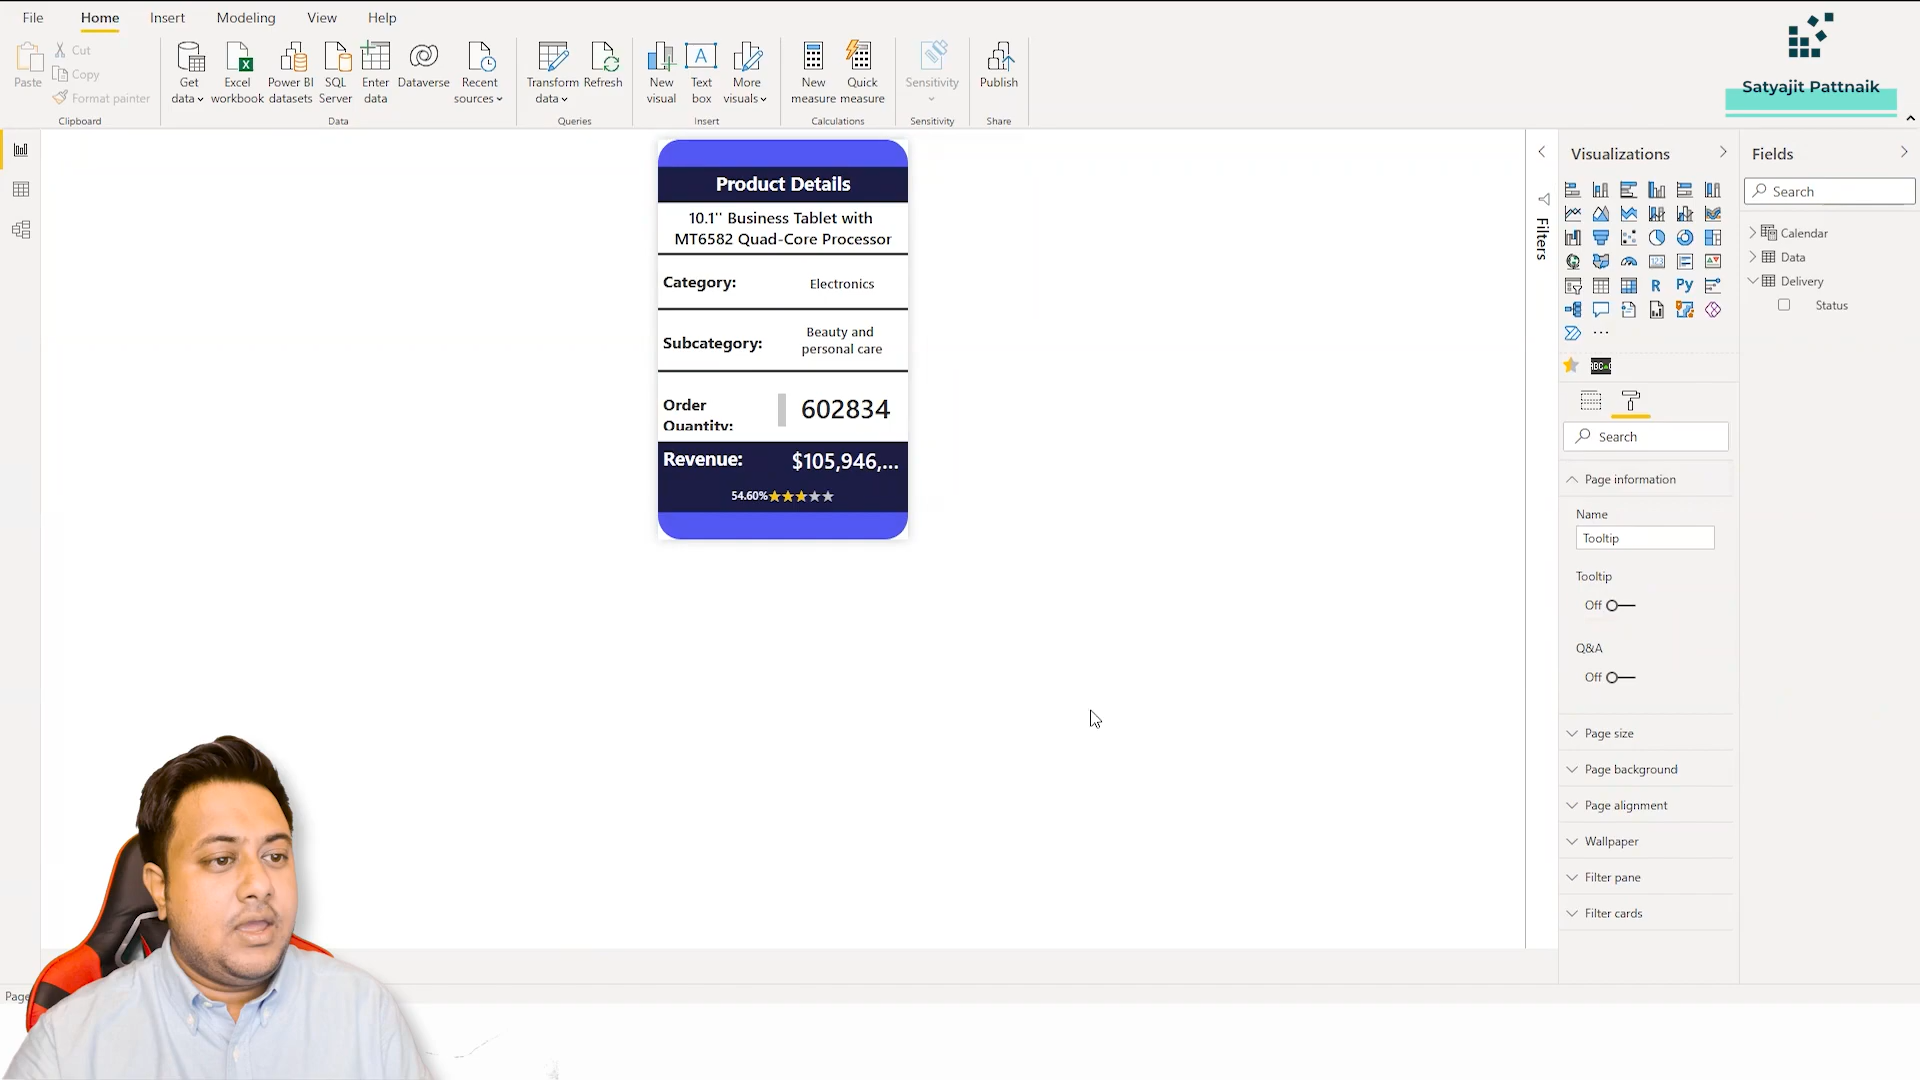 File Home Insert Modeling View Help
Satyajit Pattnaik
Paste
Cut
Copy
Format painter
Clipboard
Get data
Excel workbook
Power BI datasets
SQL Server
Enter data
Dataverse
Recent sources
Data
Transform data
Refresh
Queries
New visual
Text box
More visuals
Insert
New measure
Quick measure
Calculations
Sensitivity
Sensitivity
Publish
Share
Product Details
10.1'' Business Tablet with
MT6582 Quad-Core Processor
Category: Electronics
Subcategory: Beauty and
personal care
Order
Quantity:
602834
Revenue: $105,946,...
54.60%
Filters
Visualizations
R
Py
123
ABC
Search
Page information
Name
Tooltip
Tooltip
Off
Q&A
Off
Page size
Page background
Page alignment
Wallpaper
Filter pane
Filter cards
Fields
Search
Calendar
Data
Delivery
Status
Page